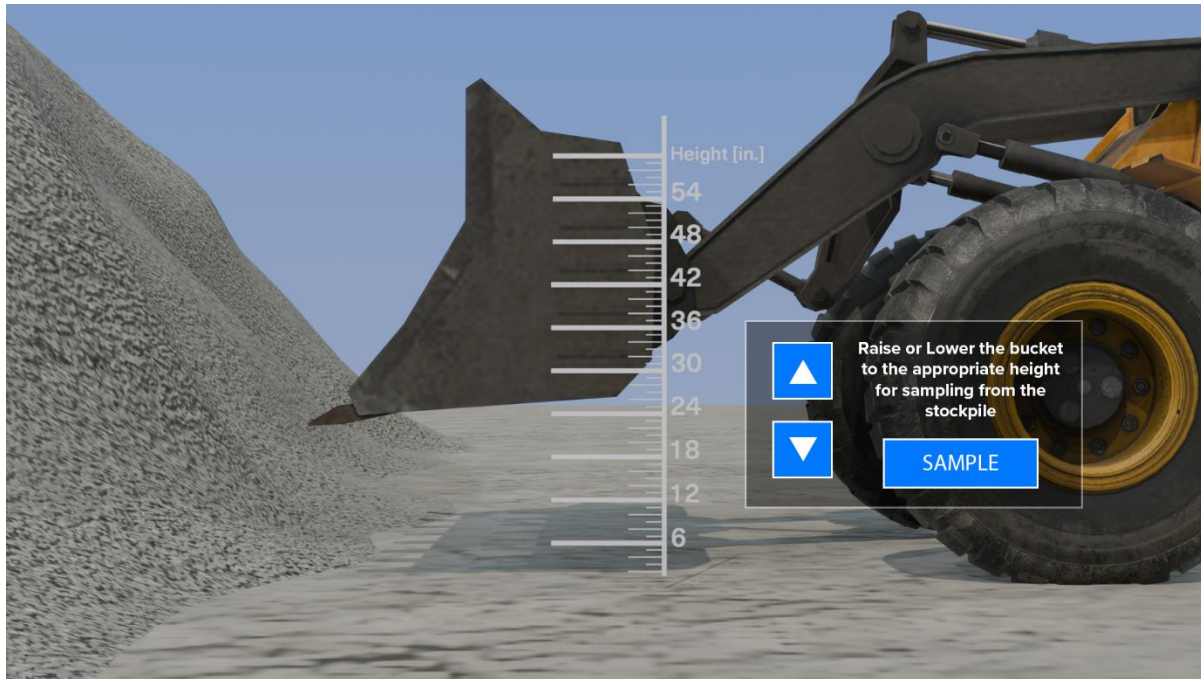 Height [in.]
54
48
42
36
30
24
18
12
6
Raise or Lower the bucket
to the appropriate height
for sampling from the
stockpile
SAMPLE